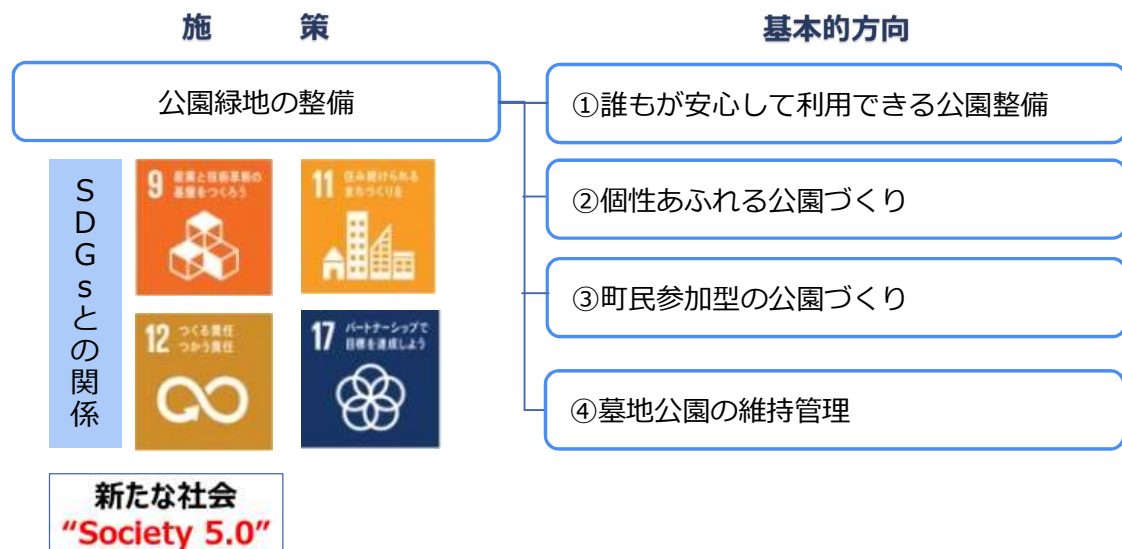 施　　　策
基本的方向
公園緑地の整備
①誰もが安心して利用できる公園整備
②個性あふれる公園づくり
③町民参加型の公園づくり
④墓地公園の維持管理
SDGsとの関係
9 産業と技術革新の
基盤をつくろう
11 住み続けられる
まちづくりを
12 つくる責任
つかう責任
17 パートナーシップで
目標を達成しよう
新たな社会
“Society 5.0”